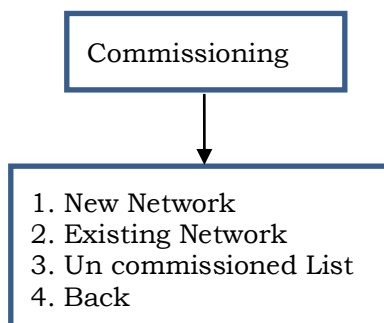 Commissioning
1. New Network
2. Existing Network
3. Un commissioned List
4. Back